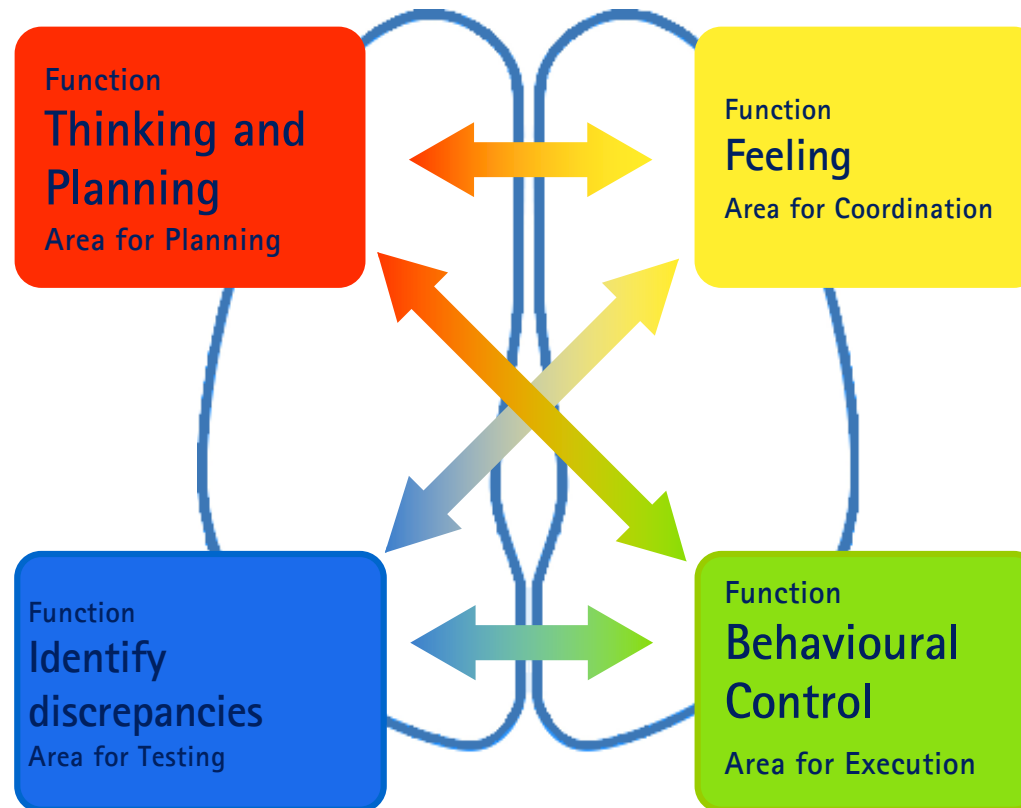 Function
Thinking and
Planning
Area for Planning
Function
Feeling
Area for Coordination
Function
Identify
discrepancies
Area for Testing
Function
Behavioural
Control
Area for Execution